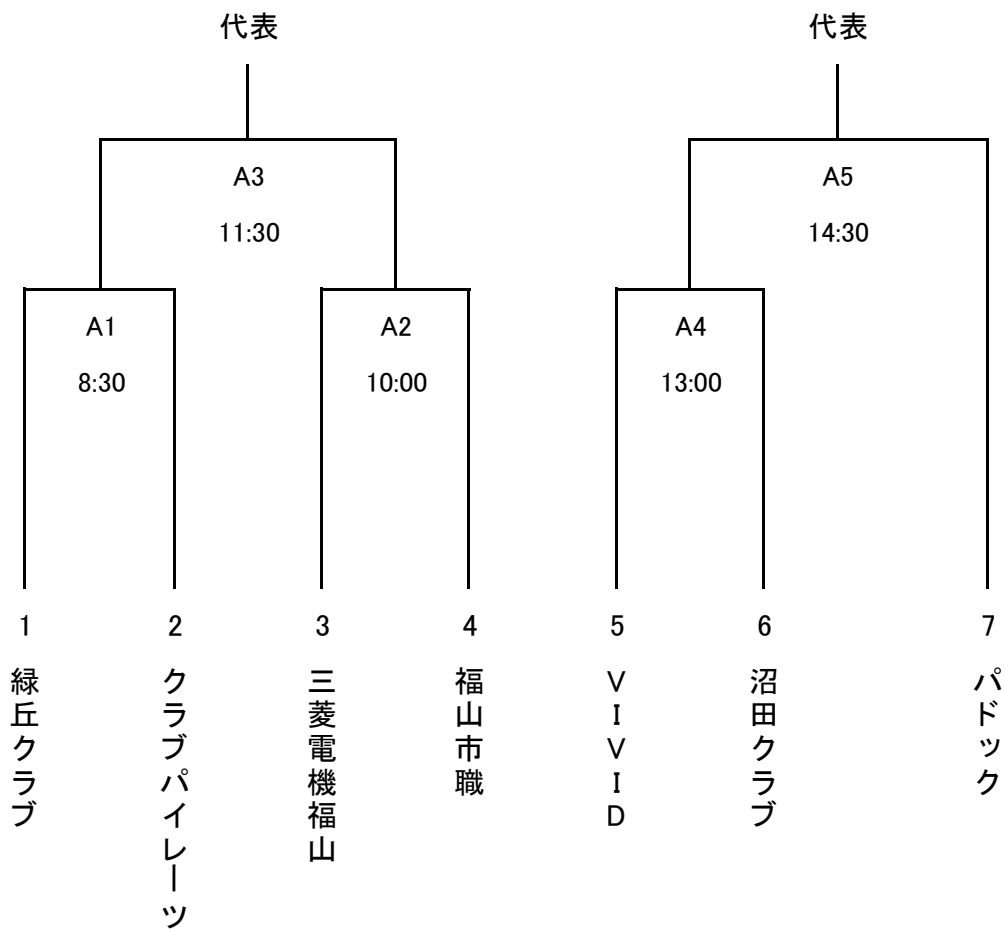 代表 代表
A3 A5
11:30 14:30
A1 A2 A4
8:30 10:00 13:00
1 2 3 4 5 6 7
緑丘クラブ
クラブパイレーツ
三菱電機福山
福山市職
VIVID
沼田クラブ
パドック